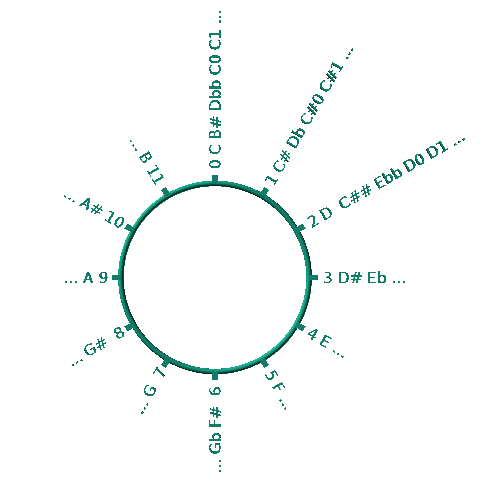 0 C B# Dbb C0 C1 ...
1 C# Db C#0 C#1 ...
2 D C## Ebb D0 D1 ...
3 D# Eb ...
4 E ...
5 F ...
... Gb F# 6
... G 7
... G# 8
... A 9
... A# 10
... B 11